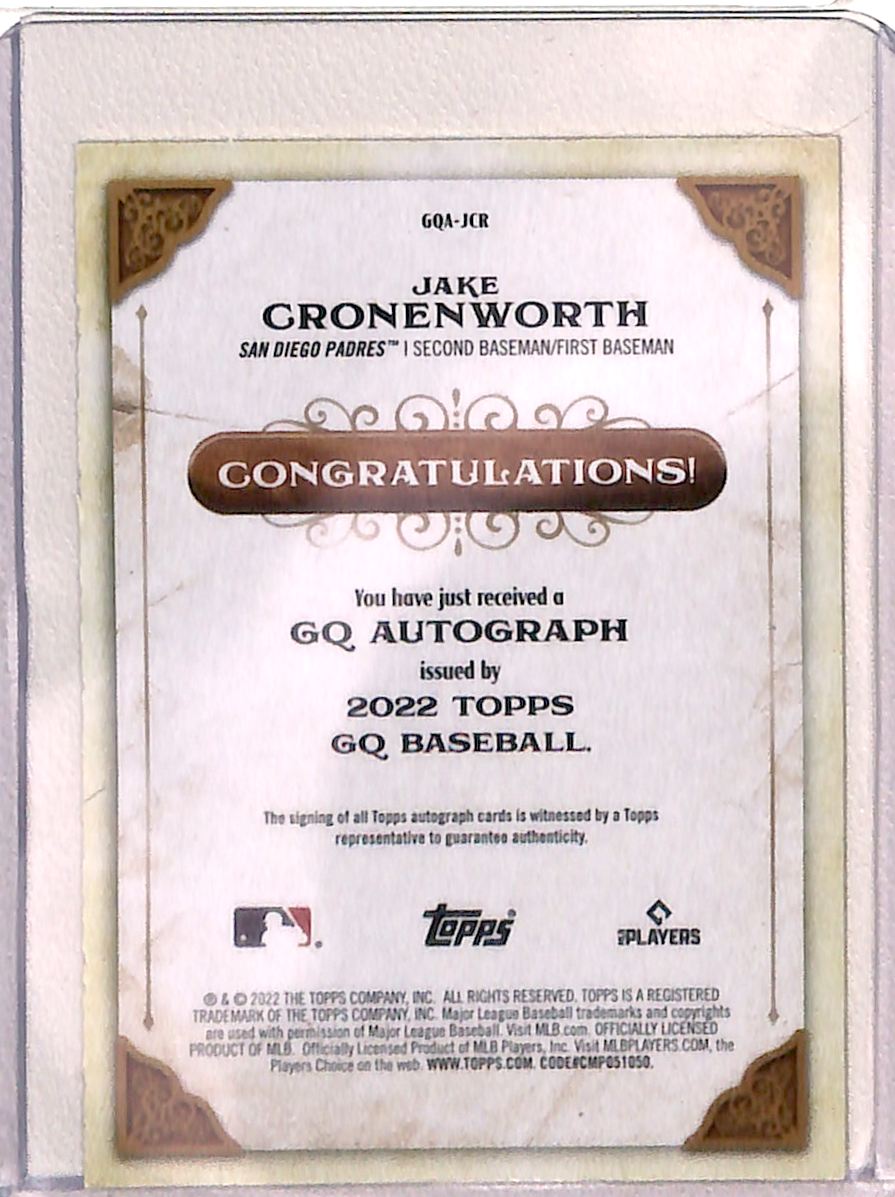 GQA-JCR
JAKE
CRONENWORTH
SAN DIEGO PADRES™ | SECOND BASEMAN/FIRST BASEMAN
CONGRATULATIONS!
You have just received a
GQ AUTOGRAPH
issued by
2022 TOPPS
GQ BASEBALL.
The signing of all Topps autograph cards is witnessed by a Topps
representative to guarantee authenticity.
Topps® PLAYERS
® & © 2022 THE TOPPS COMPANY, INC. ALL RIGHTS RESERVED. TOPPS IS A REGISTERED
TRADEMARK OF THE TOPPS COMPANY, INC. Major League Baseball trademarks and copyrights
are used with permission of Major League Baseball. Visit MLB.com. OFFICIALLY LICENSED
PRODUCT OF MLB. Officially Licensed Product of MLB Players, Inc. Visit MLBPLAYERS.COM, the
Players Choice on the web. WWW.TOPPS.COM. CODE#CMP051050.